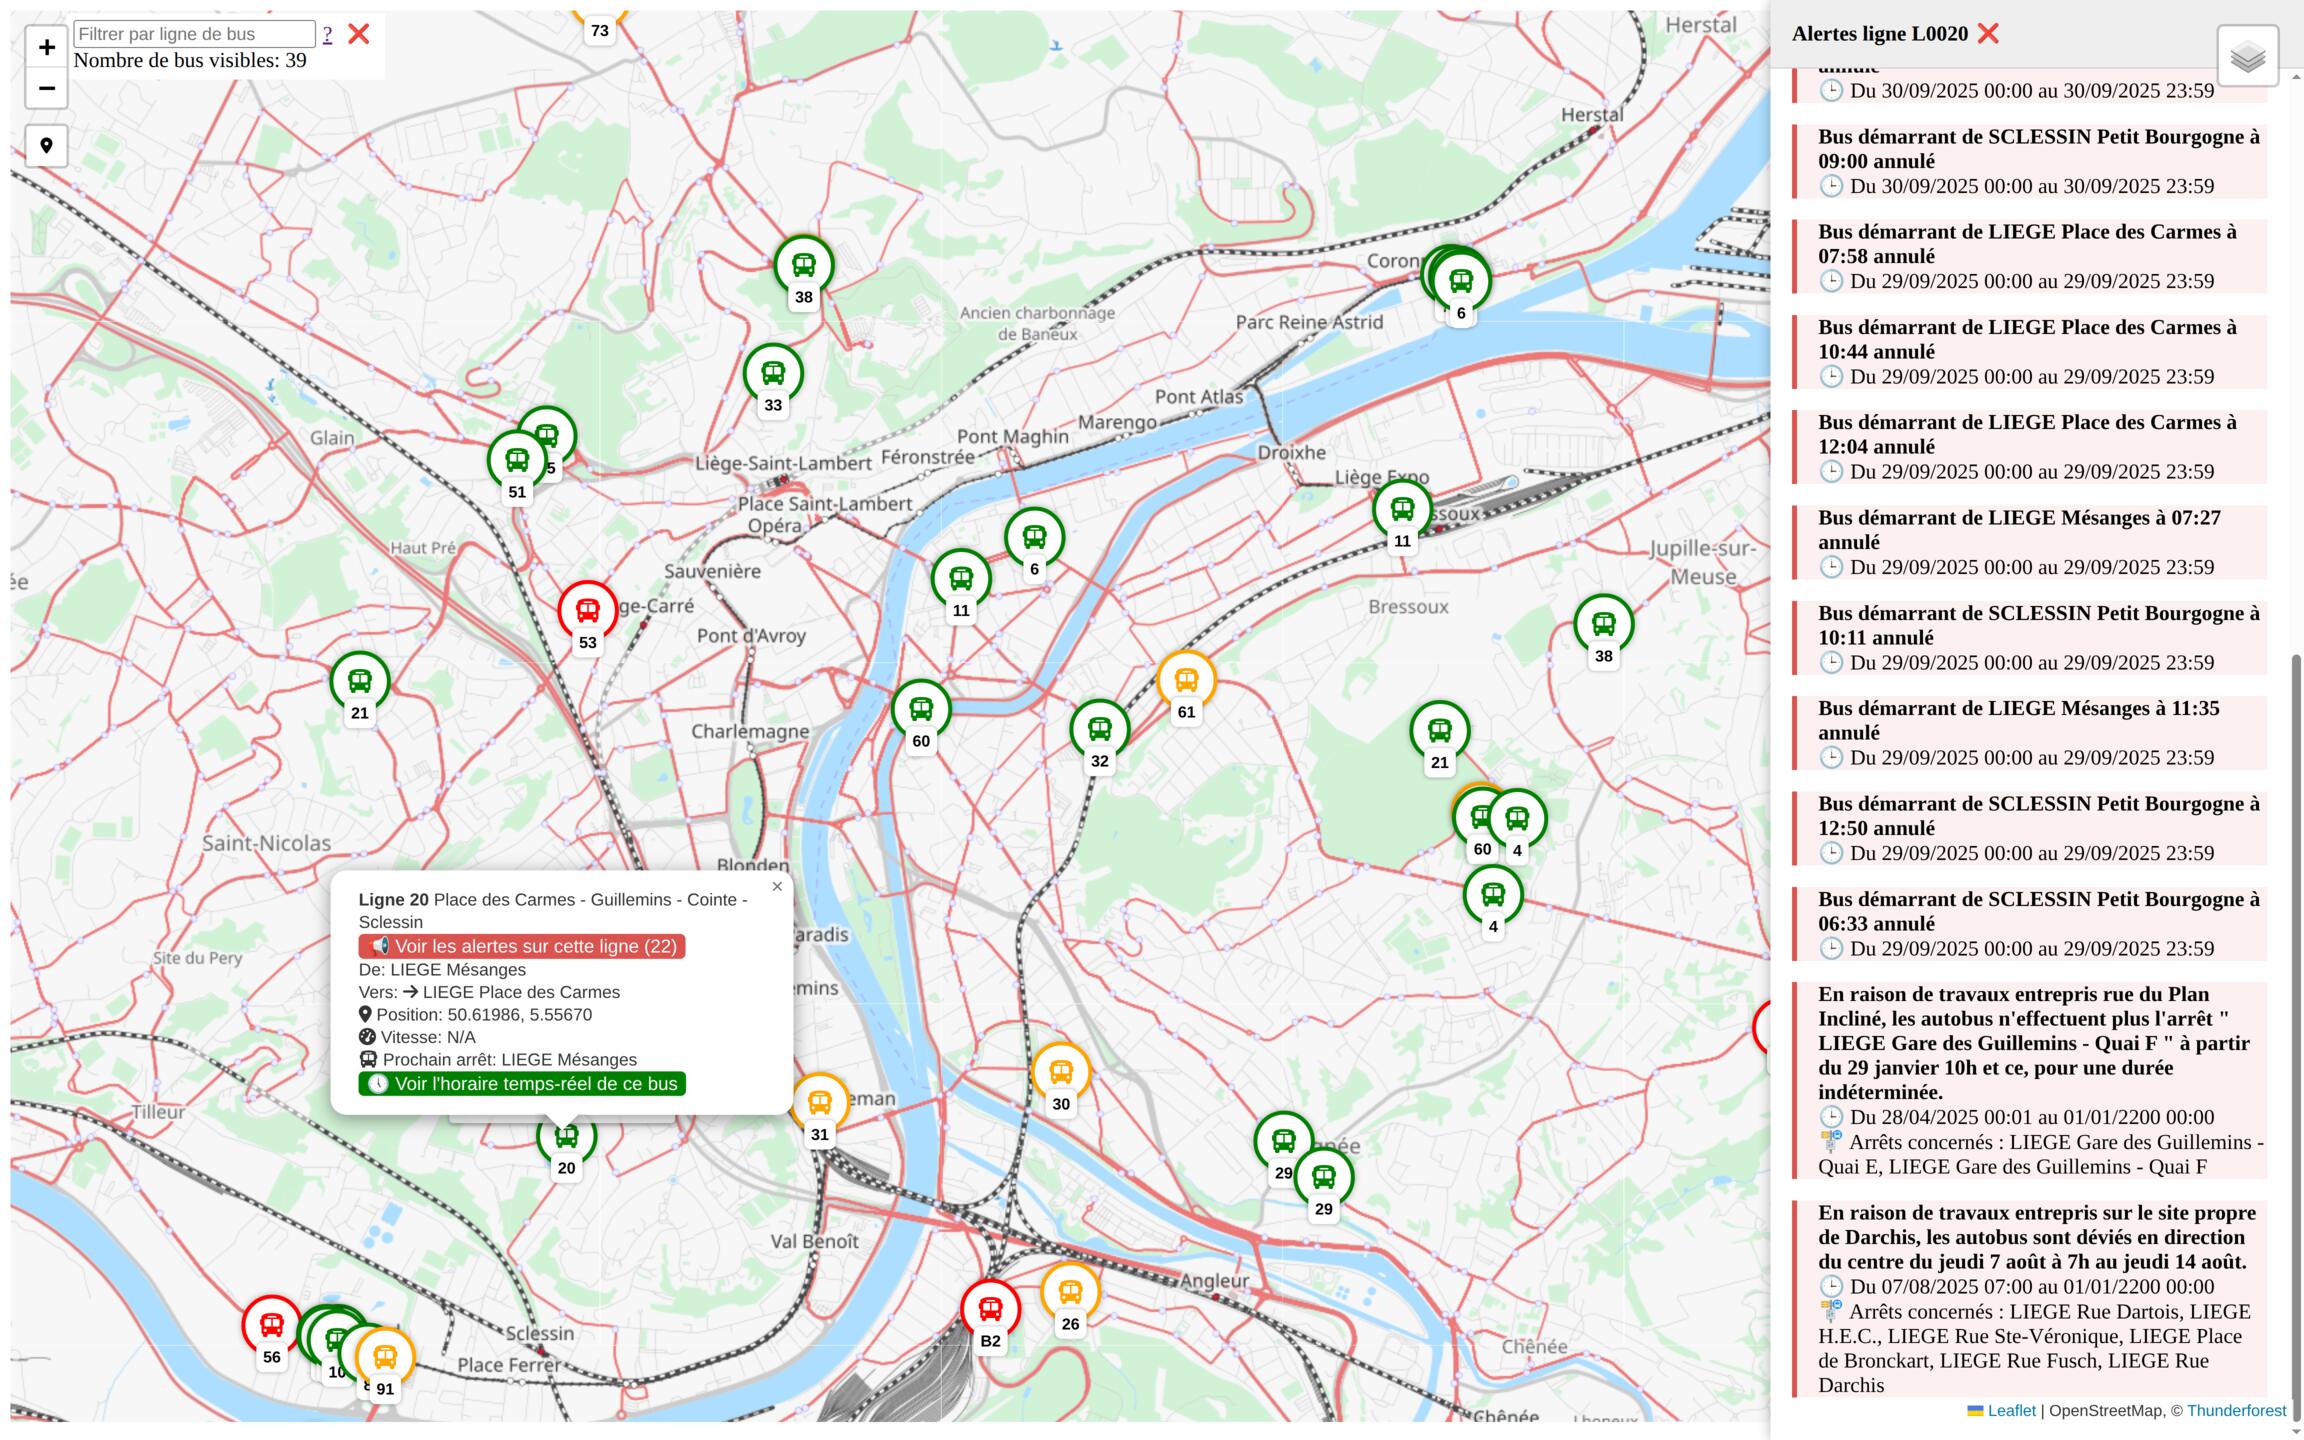 Filtrer par ligne de bus
?
Nombre de bus visibles: 39
+
−
73
Herstal
Herstal
38
33
Ancien charbonnage
de Baneux
Parc Reine Astrid
6
Pont Atlas
Marengo
Pont Maghin
Féronstrée
Liège-Saint-Lambert
Place Saint-Lambert
Opéra
Droixhe
Liège Expo
11
Glain
5
51
Haut Pré
Sauvenière
6
11
Jupille-sur-
Meuse
Bressoux
53
Pont d'Avroy
38
21
61
60
32
21
Charlemagne
Saint-Nicolas
60
4
4
Blonden
Site du Pery
Ligne 20 Place des Carmes - Guillemins - Cointe -
Sclessin
Voir les alertes sur cette ligne (22)
De: LIEGE Mésanges
Vers: → LIEGE Place des Carmes
Position: 50.61986, 5.55670
Vitesse: N/A
Prochain arrêt: LIEGE Mésanges
Voir l'horaire temps-réel de ce bus
×
Tilleur
20
31
30
29
29
Val Benoît
Angleur
26
B2
56
10
91
Sclessin
Place Ferrer
Chênée
Chênée
Alertes ligne L0020
annulé
Du 30/09/2025 00:00 au 30/09/2025 23:59
Bus démarrant de SCLESSIN Petit Bourgogne à
09:00 annulé
Du 30/09/2025 00:00 au 30/09/2025 23:59
Bus démarrant de LIEGE Place des Carmes à
07:58 annulé
Du 29/09/2025 00:00 au 29/09/2025 23:59
Bus démarrant de LIEGE Place des Carmes à
10:44 annulé
Du 29/09/2025 00:00 au 29/09/2025 23:59
Bus démarrant de LIEGE Place des Carmes à
12:04 annulé
Du 29/09/2025 00:00 au 29/09/2025 23:59
Bus démarrant de LIEGE Mésanges à 07:27
annulé
Du 29/09/2025 00:00 au 29/09/2025 23:59
Bus démarrant de SCLESSIN Petit Bourgogne à
10:11 annulé
Du 29/09/2025 00:00 au 29/09/2025 23:59
Bus démarrant de LIEGE Mésanges à 11:35
annulé
Du 29/09/2025 00:00 au 29/09/2025 23:59
Bus démarrant de SCLESSIN Petit Bourgogne à
12:50 annulé
Du 29/09/2025 00:00 au 29/09/2025 23:59
Bus démarrant de SCLESSIN Petit Bourgogne à
06:33 annulé
Du 29/09/2025 00:00 au 29/09/2025 23:59
En raison de travaux entrepris rue du Plan
Incliné, les autobus n'effectuent plus l'arrêt "
LIEGE Gare des Guillemins - Quai F " à partir
du 29 janvier 10h et ce, pour une durée
indéterminée.
Du 28/04/2025 00:01 au 01/01/2200 00:00
Arrêts concernés : LIEGE Gare des Guillemins -
Quai E, LIEGE Gare des Guillemins - Quai F
En raison de travaux entrepris sur le site propre
de Darchis, les autobus sont déviés en direction
du centre du jeudi 7 août à 7h au jeudi 14 août.
Du 07/08/2025 07:00 au 01/01/2200 00:00
Arrêts concernés : LIEGE Rue Dartois, LIEGE
H.E.C., LIEGE Rue Ste-Véronique, LIEGE Place
de Bronckart, LIEGE Rue Fusch, LIEGE Rue
Darchis
Leaflet | OpenStreetMap, © Thunderforest